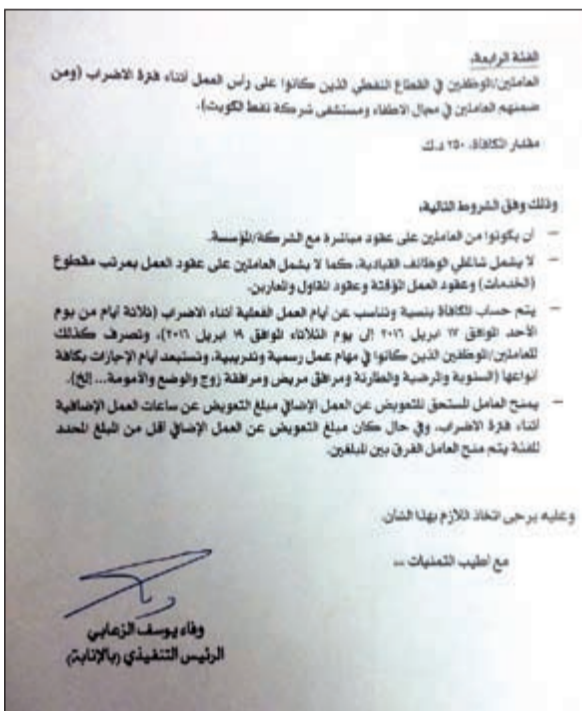 الفئة الرابعة،
العاملين/الموظفين في القطاع النفطي الذين كانوا على رأس العمل أثناء فترة الاضراب (ومن
ضمنهم العاملين في مجال الاطفاء ومستشفى شركة نفط الكويت).
مقدار المكافأة، ٢٥٠ د.ك
وذلك وفق الشروط التالية،
– أن يكونوا من العاملين على عقود مباشرة مع الشركة/المؤسسة.
– لا يشمل شاغلي الوظائف القيادية، كما لا يشمل العاملين على عقود العمل بمرتب مقطوع
(الخدمات) وعقود العمل المؤقتة وعقود المقاول والمعارين.
– يتم حساب المكافأة بنسبة وتناسب عن أيام العمل الفعلية أثناء الاضراب (ثلاثة أيام من يوم
الأحد الموافق ١٧ ابريل ٢٠١٦ إلى يوم الثلاثاء الموافق ١٩ ابريل ٢٠١٦)، وتصرف كذلك
للعاملين/الموظفين الذين كانوا في مهام عمل رسمية وتدريبية، وتستبعد أيام الإجازات بكافة
انواعها (السنوية والمرضية والطارئة ومرافق مريض ومرافقة زوج والوضع والأمومة... إلخ).
– يمنح العامل المستحق للتعويض عن العمل الإضافي مبلغ التعويض عن ساعات العمل الإضافية
أثناء فترة الاضراب، وفي حال كان مبلغ التعويض عن العمل الإضافي أقل من المبلغ المحدد
للفئة يتم منح العامل الفرق بين المبلغين.
وعليه يرجى اتخاذ اللازم بهذا الشأن.
مع اطيب التمنيات ...
وفاء يوسف الزعابي
الرئيس التنفيذي (بالإنابة)